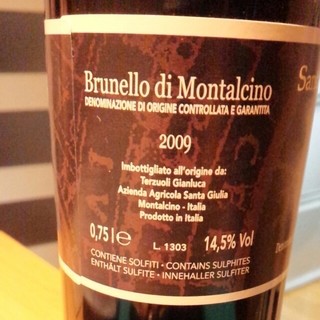 Brunello di Montalcino
DENOMINAZIONE DI ORIGINE CONTROLLATA E GARANTITA
2009
Imbottigliato all'origine da:
Terzuoli Gianluca
Azienda Agricola Santa Giulia
Montalcino - Italia
Prodotto in Italia
0,75 l e L. 1303 14,5% Vol
CONTIENE SOLFITI • CONTAINS SULPHITES
ENTHÄLT SULFITE • INNEHALLER SULFITER